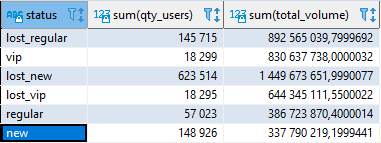 status sum(qty_users) sum(total_volume)
lost_regular 145 715 892 565 039,7999692
vip 18 299 830 637 738,0000032
lost_new 623 514 1 449 673 651,9990077
lost_vip 18 295 644 345 111,5500022
regular 57 023 386 723 870,4000014
new 148 926 337 790 219,1999441